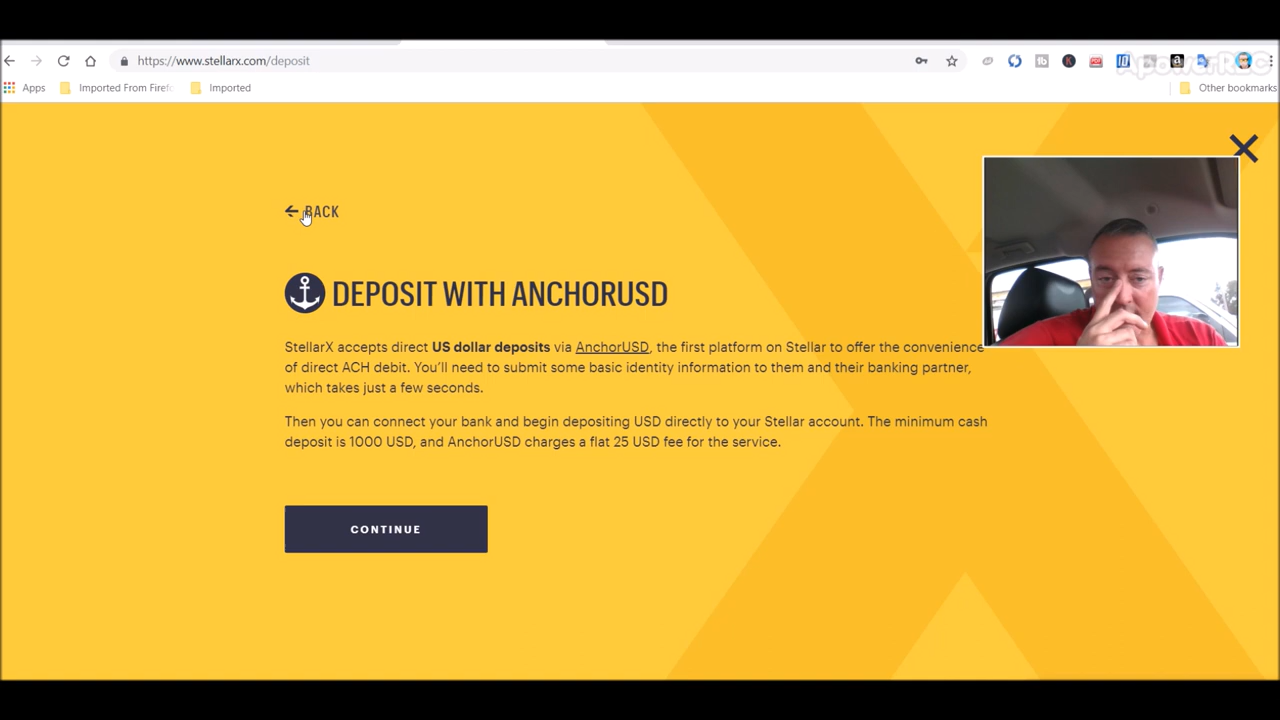 https://www.stellarx.com/deposit
ApowerREC
Apps
Imported From Firef
Imported
Other bookmarks
BACK
DEPOSIT WITH ANCHORUSD
StellarX accepts direct US dollar deposits via AnchorUSD, the first platform on Stellar to offer the convenience
of direct ACH debit. You’ll need to submit some basic identity information to them and their banking partner,
which takes just a few seconds.
Then you can connect your bank and begin depositing USD directly to your Stellar account. The minimum cash
deposit is 1000 USD, and AnchorUSD charges a flat 25 USD fee for the service.
CONTINUE